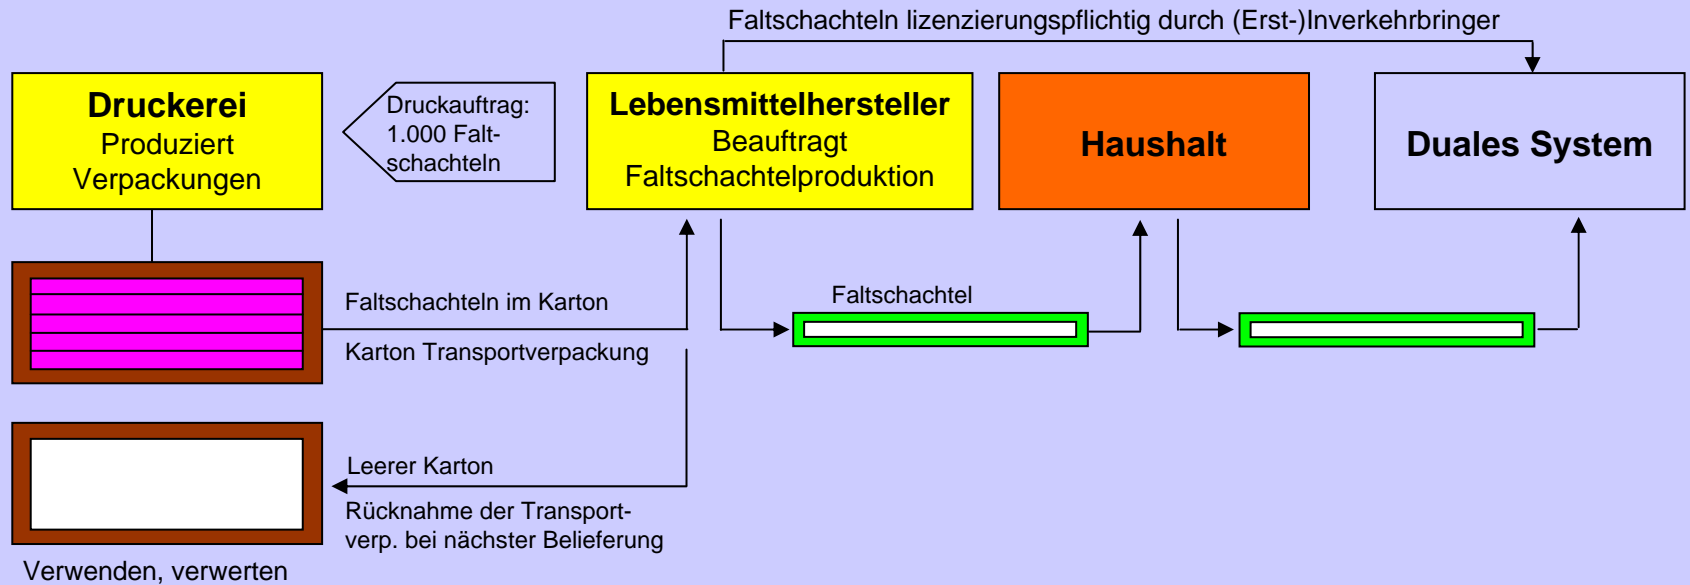 Faltschachteln lizenzierungspflichtig durch (Erst-)Inverkehrbringer
Druckerei
Produziert
Verpackungen
Druckauftrag:
1.000 Falt-
schachteln
Lebensmittelhersteller
Beauftragt
Faltschachtelproduktion
Haushalt
Duales System
Faltschachteln im Karton
Karton Transportverpackung
Faltschachtel
Leerer Karton
Rücknahme der Transport-
verp. bei nächster Belieferung
Verwenden, verwerten